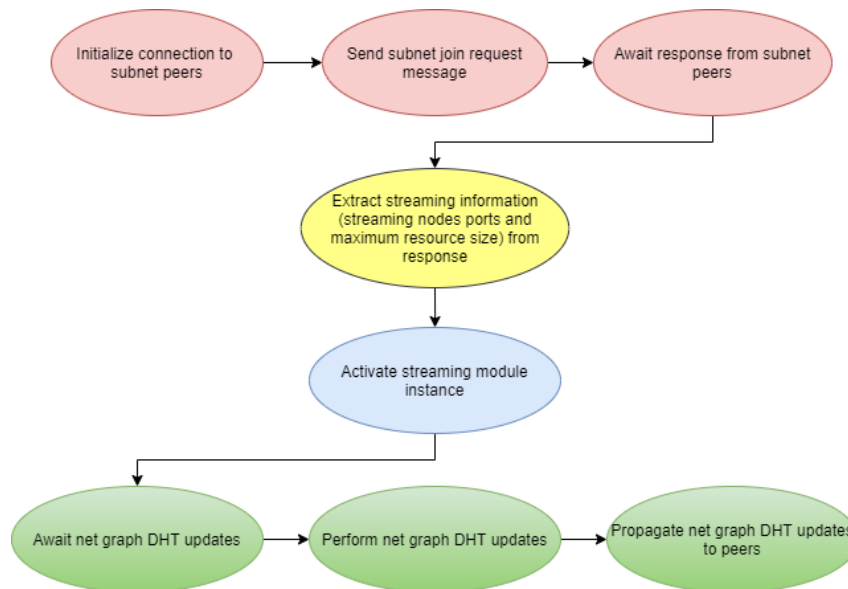 Initialize connection to
subnet peers
Send subnet join request
message
Await response from subnet
peers
Extract streaming information
(streaming nodes ports and
maximum resource size) from
response
Activate streaming module
instance
Await net graph DHT updates
Perform net graph DHT updates
Propagate net graph DHT updates
to peers